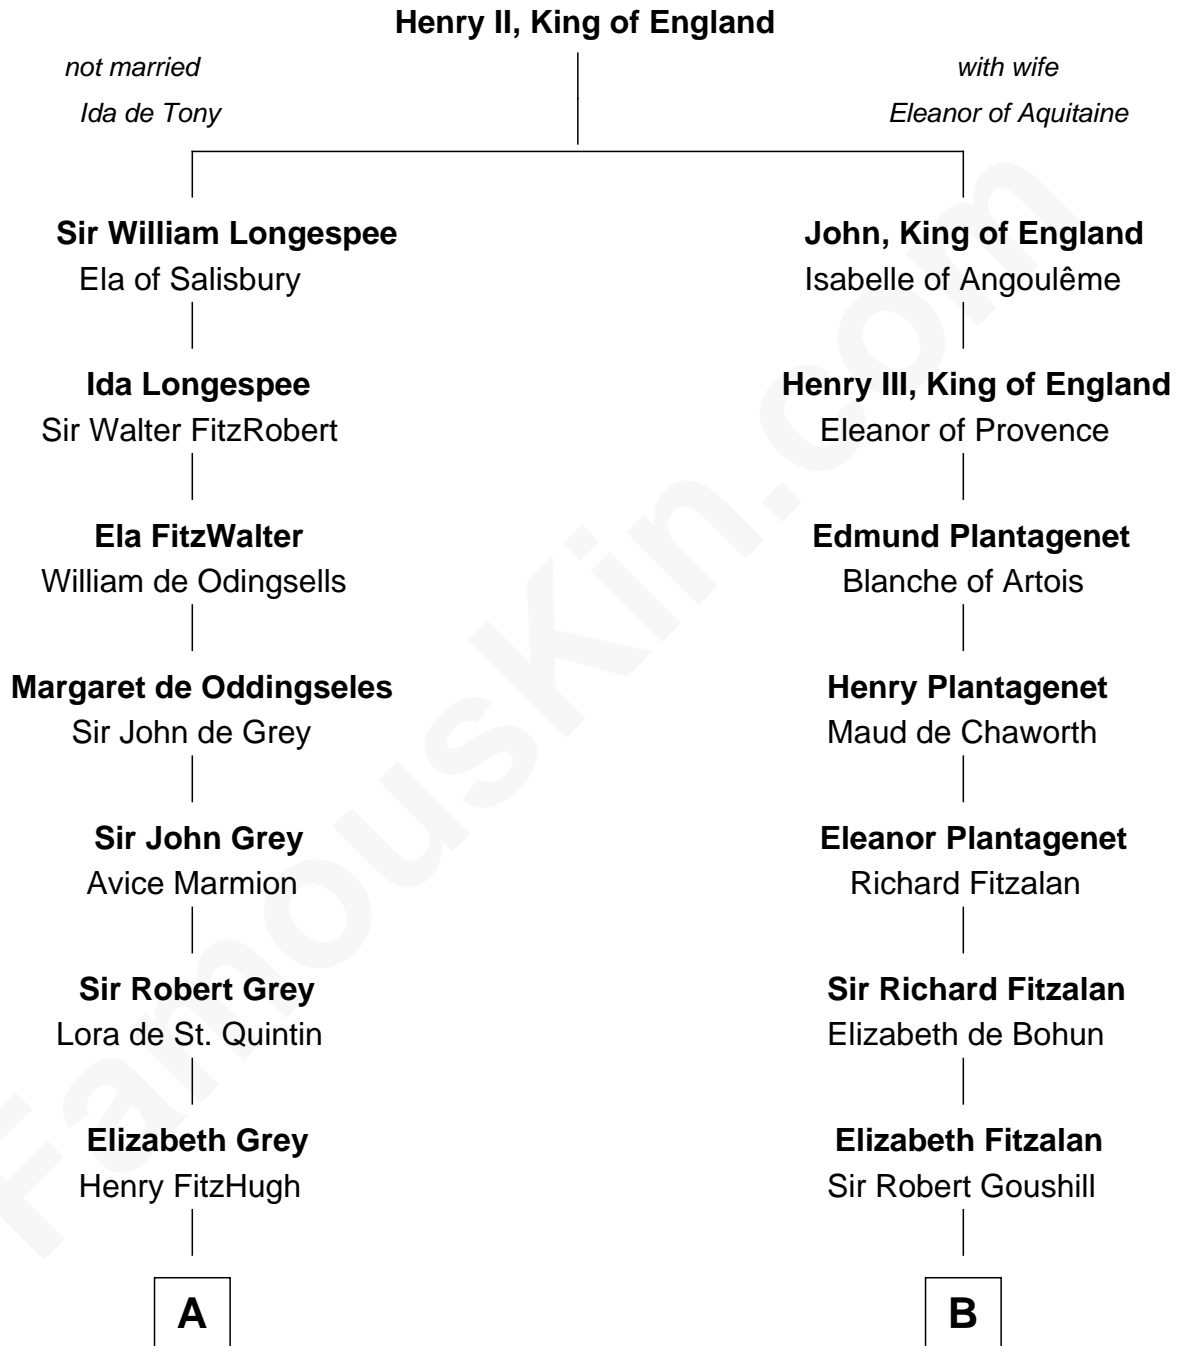 Henry II, King of England
not married
with wife
Ida de Tony
Eleanor of Aquitaine
Sir William Longespee
Ela of Salisbury
John, King of England
Isabelle of Angoulême
Ida Longespee
Sir Walter FitzRobert
Henry III, King of England
Eleanor of Provence
Ela FitzWalter
William de Odingsells
Edmund Plantagenet
Blanche of Artois
Margaret de Oddingseles
Sir John de Grey
Henry Plantagenet
Maud de Chaworth
Sir John Grey
Avice Marmion
Eleanor Plantagenet
Richard Fitzalan
Sir Robert Grey
Lora de St. Quintin
Sir Richard Fitzalan
Elizabeth de Bohun
Elizabeth Grey
Henry FitzHugh
Elizabeth Fitzalan
Sir Robert Goushill
A
B
FamousKin.com